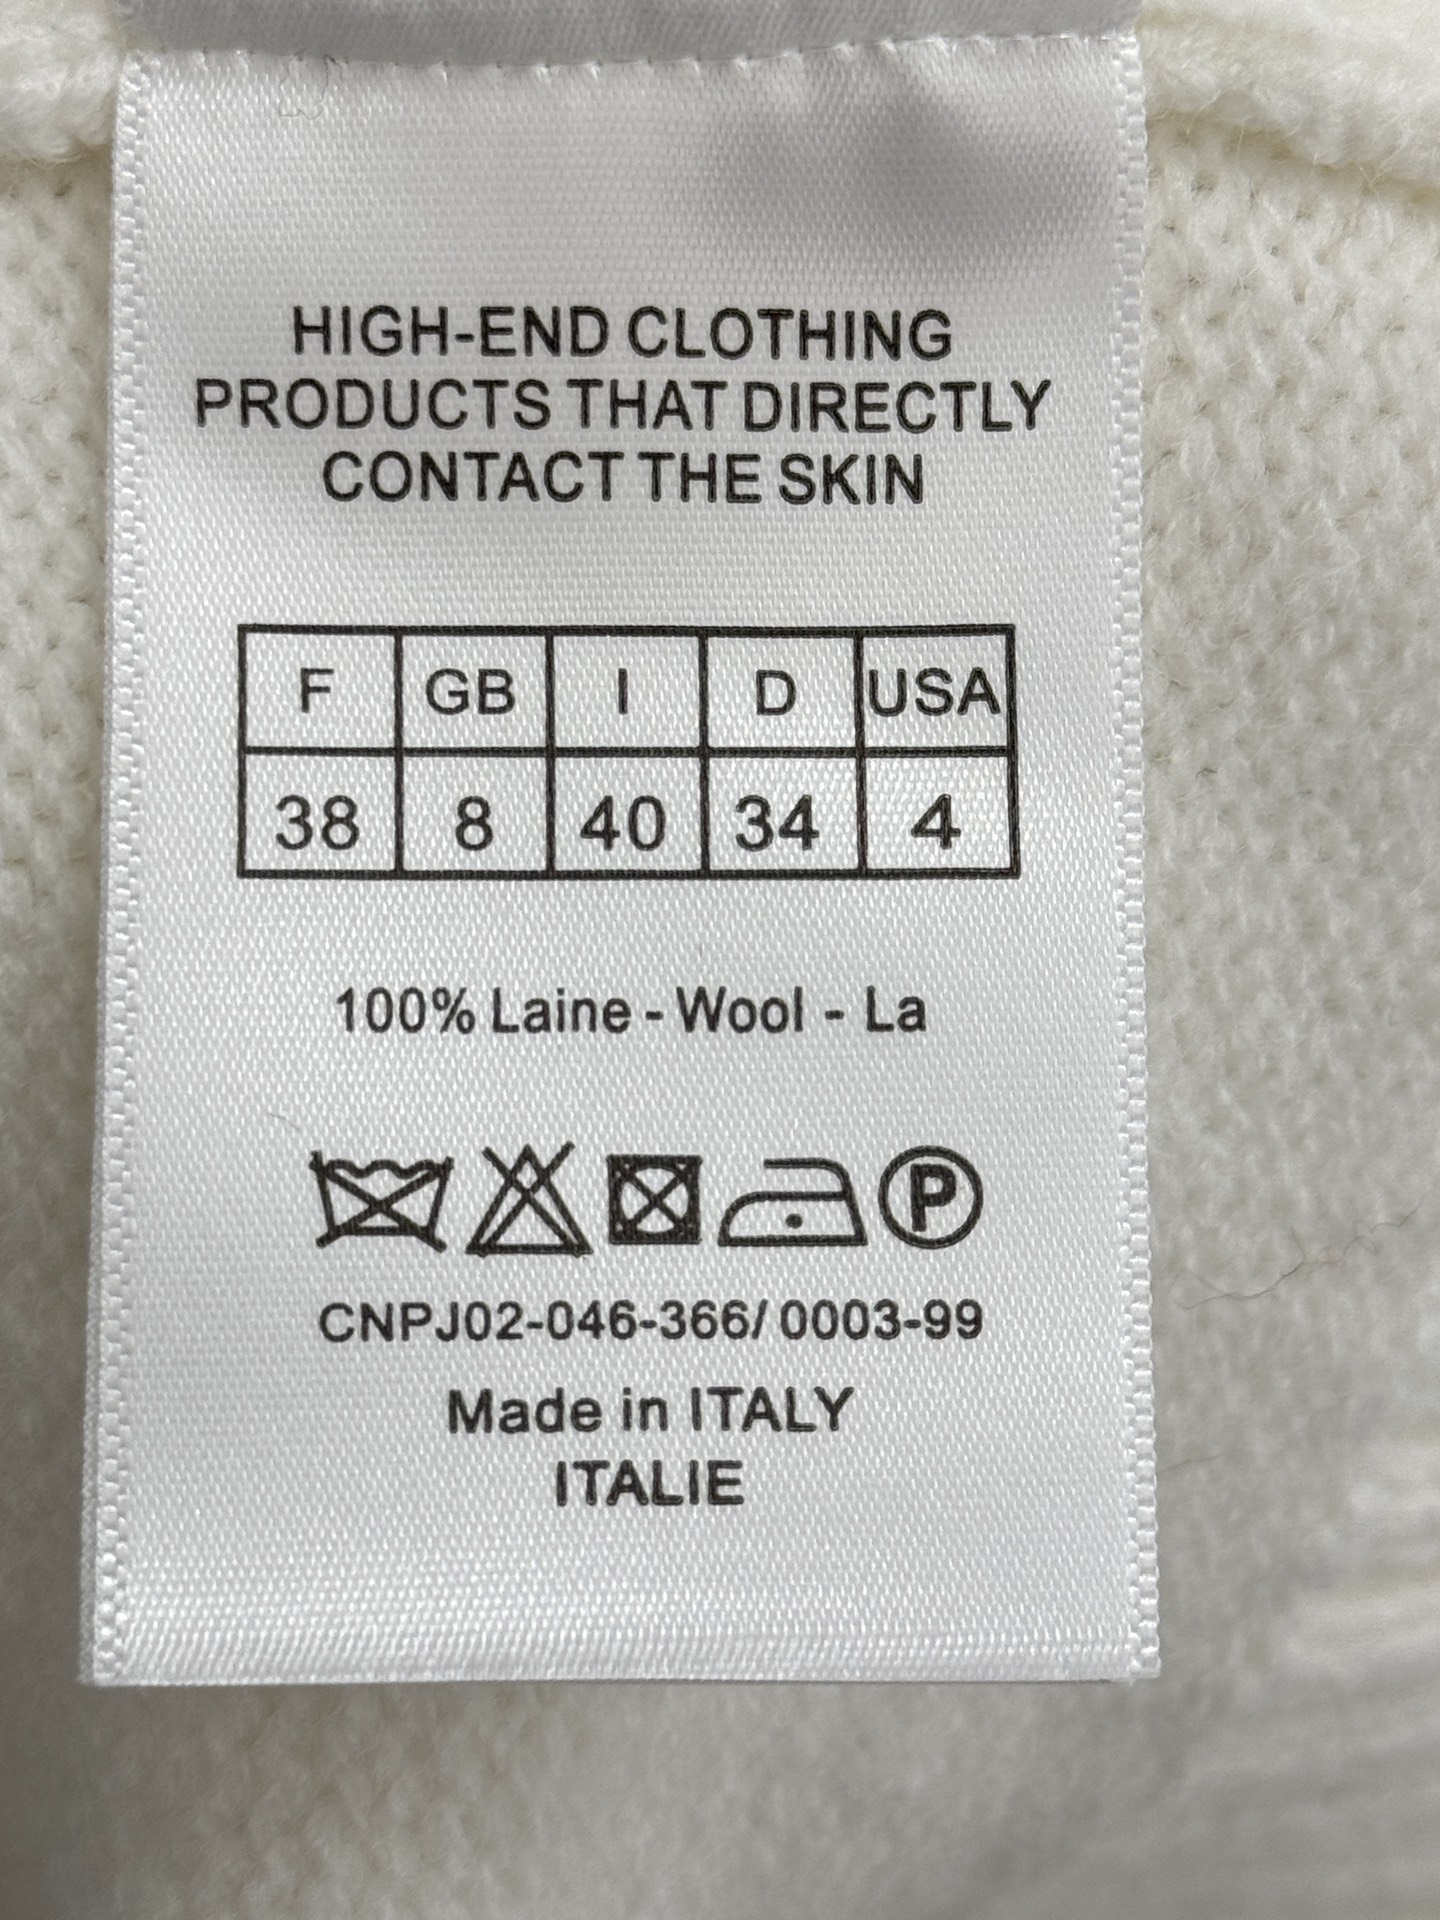 HIGH-END CLOTHING
PRODUCTS THAT DIRECTLY
CONTACT THE SKIN
F GB I D USA
38 8 40 34 4
100% Laine - Wool - La
P
CNPJ02-046-366/ 0003-99
Made in ITALY
ITALIE